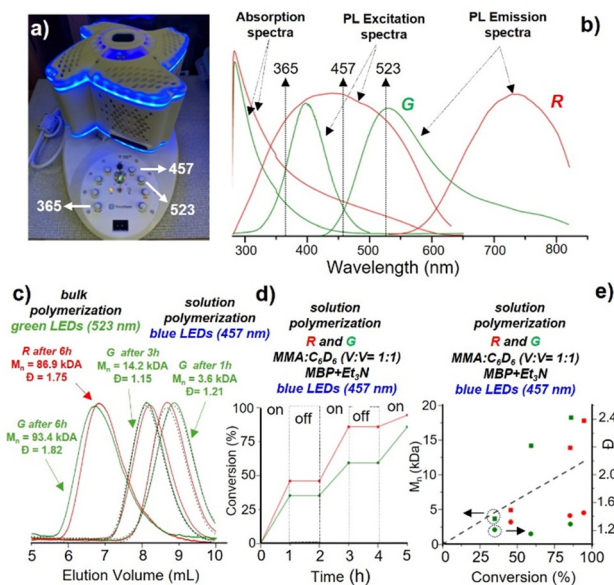 a)
457
523
365
Absorption
spectra
PL Excitation
spectra
PL Emission
spectra
b)
365
457
523
G
R
300 400 500 600 700 800
Wavelength (nm)
c)
bulk
polymerization
green LEDs (523 nm)
solution
polymerization
blue LEDs (457 nm)
R after 6h
Mn = 86.9 kDa
Đ = 1.75
G after 3h
Mn = 14.2 kDa
Đ= 1.15
G after 1h
Mn = 3.6 kDa
Đ= 1.21
G after 6h
Mn = 93.4 kDa
Đ = 1.82
5 6 7 8 9 10
Elution Volume (mL)
d)
solution
polymerization
R and G
MMA:C6D6 (V:V= 1:1)
MBP+Et3N
blue LEDs (457 nm)
on off on off on
100
75
50
25
0
Conversion (%)
0 1 2 3 4 5
Time (h)
e)
solution
polymerization
R and G
MMA:C6D6 (V:V= 1:1)
MBP+Et3N
blue LEDs (457 nm)
20
15
10
5
0
Mn (kDa)
2.4
2.0
1.6
1.2
Đ
0 25 50 75 100
Conversion (%)